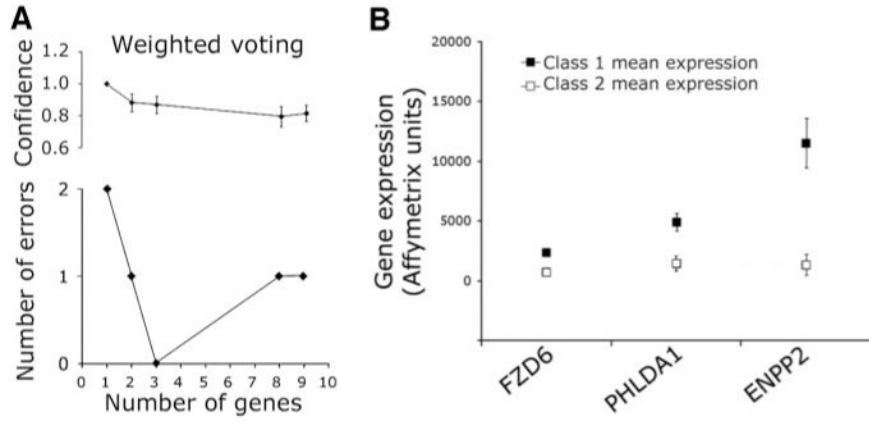 A
Weighted voting
Confidence
1.2
1.0
0.8
0.6
Number of errors
2
1
0
0 1 2 3 4 5 6 7 8 9 10
Number of genes
B
Gene expression
(Affymetrix units)
20000
15000
10000
5000
0
Class 1 mean expression
Class 2 mean expression
FZD6
PHLDA1
ENPP2